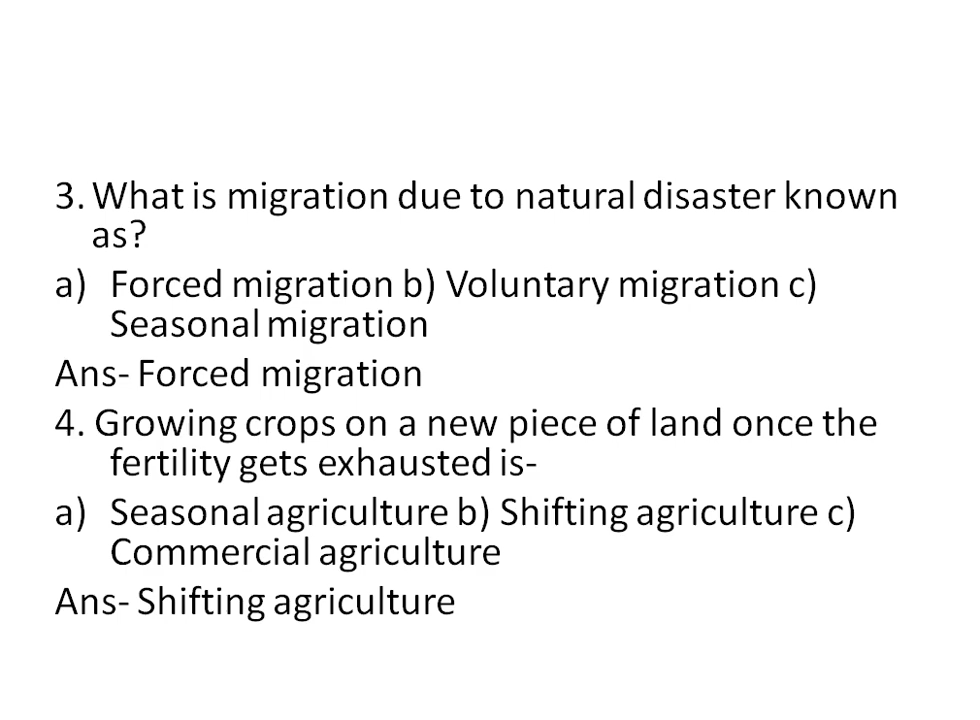 3. What is migration due to natural disaster known
as?
a) Forced migration b) Voluntary migration c)
Seasonal migration
Ans- Forced migration
4. Growing crops on a new piece of land once the
fertility gets exhausted is-
a) Seasonal agriculture b) Shifting agriculture c)
Commercial agriculture
Ans- Shifting agriculture